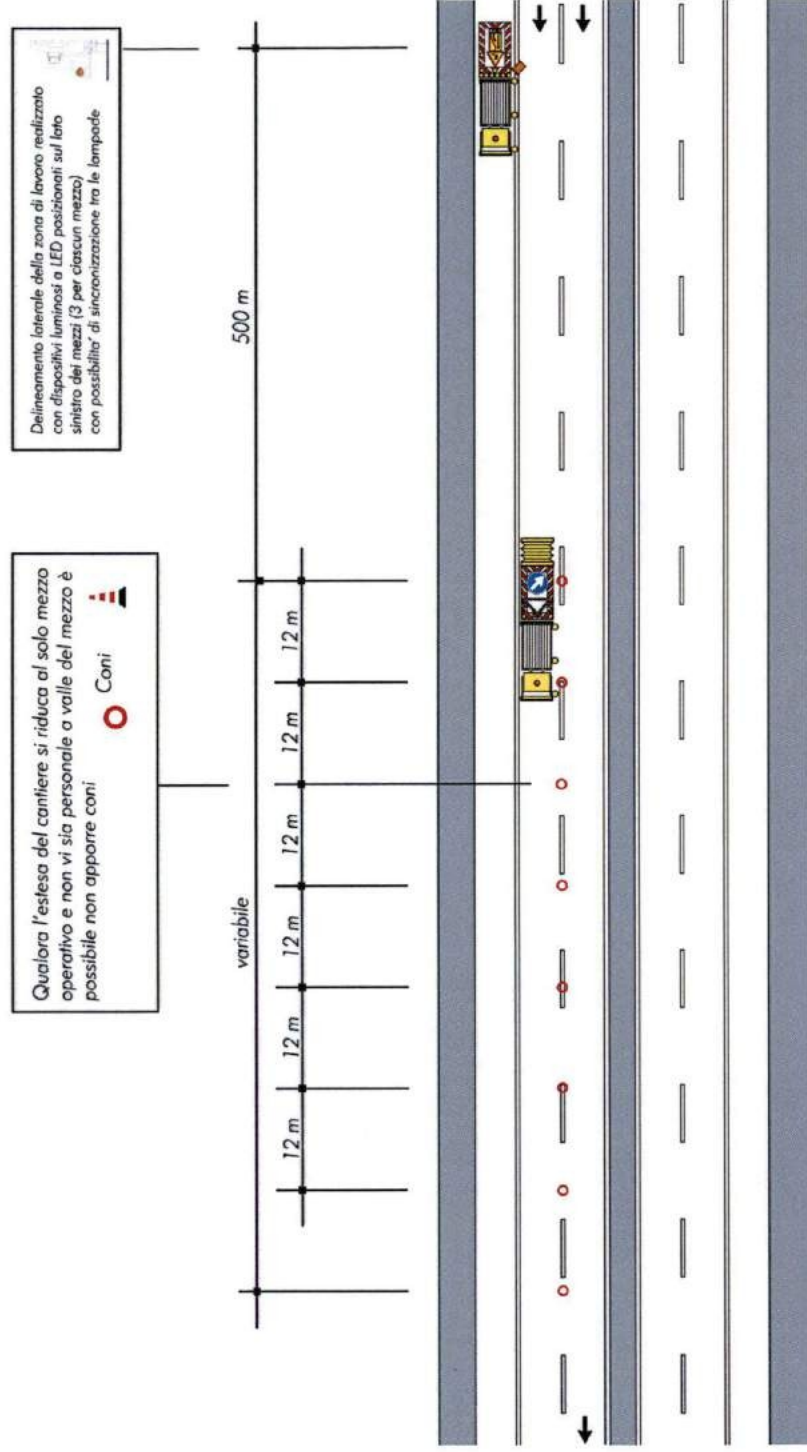 Qualora l'estesa del cantiere si riduca al solo mezzo
operativo e non vi sia personale a valle del mezzo è
possibile non apporre coni
Coni
Delineamento laterale della zona di lavoro realizzato
con dispositivi luminosi a LED posizionati sul lato
sinistro dei mezzi (3 per ciascun mezzo)
con possibilita' di sincronizzazione tra le lampade
variabile
500 m
12 m
12 m
12 m
12 m
12 m
12 m